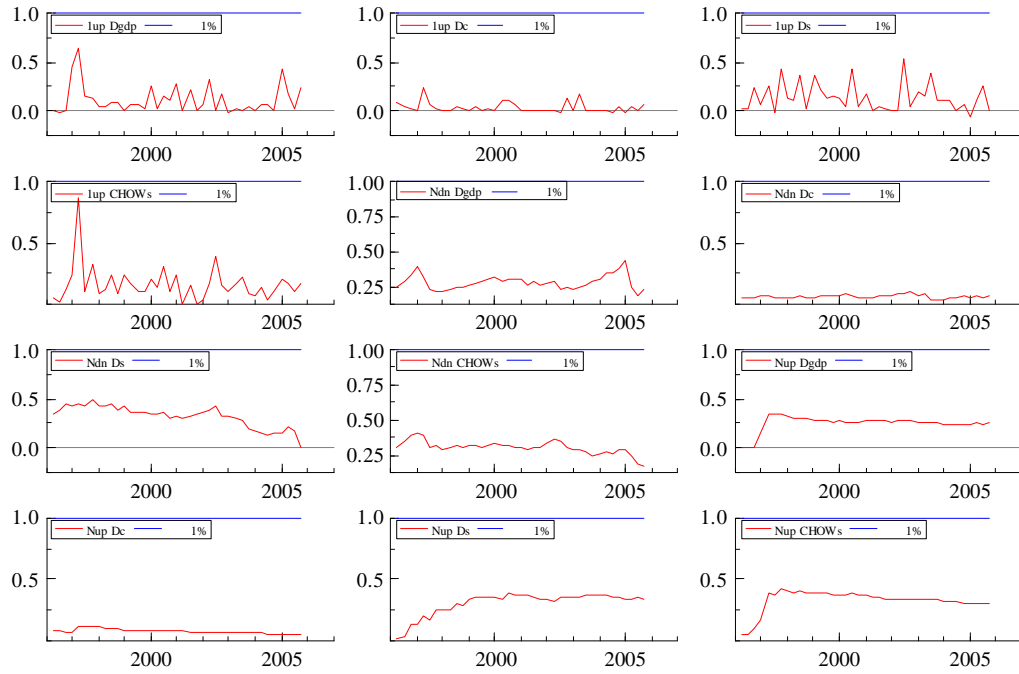 1.0 1up Dgdp 1%
0.5
0.0
2000 2005
1.0 1up Dc 1%
0.5
0.0
2000 2005
1.0 1up Ds 1%
0.5
0.0
2000 2005
1.0 1up CHOWs 1%
0.5
2000 2005
1.00 Ndn Dgdp 1%
0.75
0.50
0.25
2000 2005
1.0 Ndn Dc 1%
0.5
2000 2005
1.0 Ndn Ds 1%
0.5
0.0
2000 2005
1.00 Ndn CHOWs 1%
0.75
0.50
0.25
2000 2005
1.0 Nup Dgdp 1%
0.5
0.0
2000 2005
1.0 Nup Dc 1%
0.5
2000 2005
1.0 Nup Ds 1%
0.5
2000 2005
1.0 Nup CHOWs 1%
0.5
2000 2005